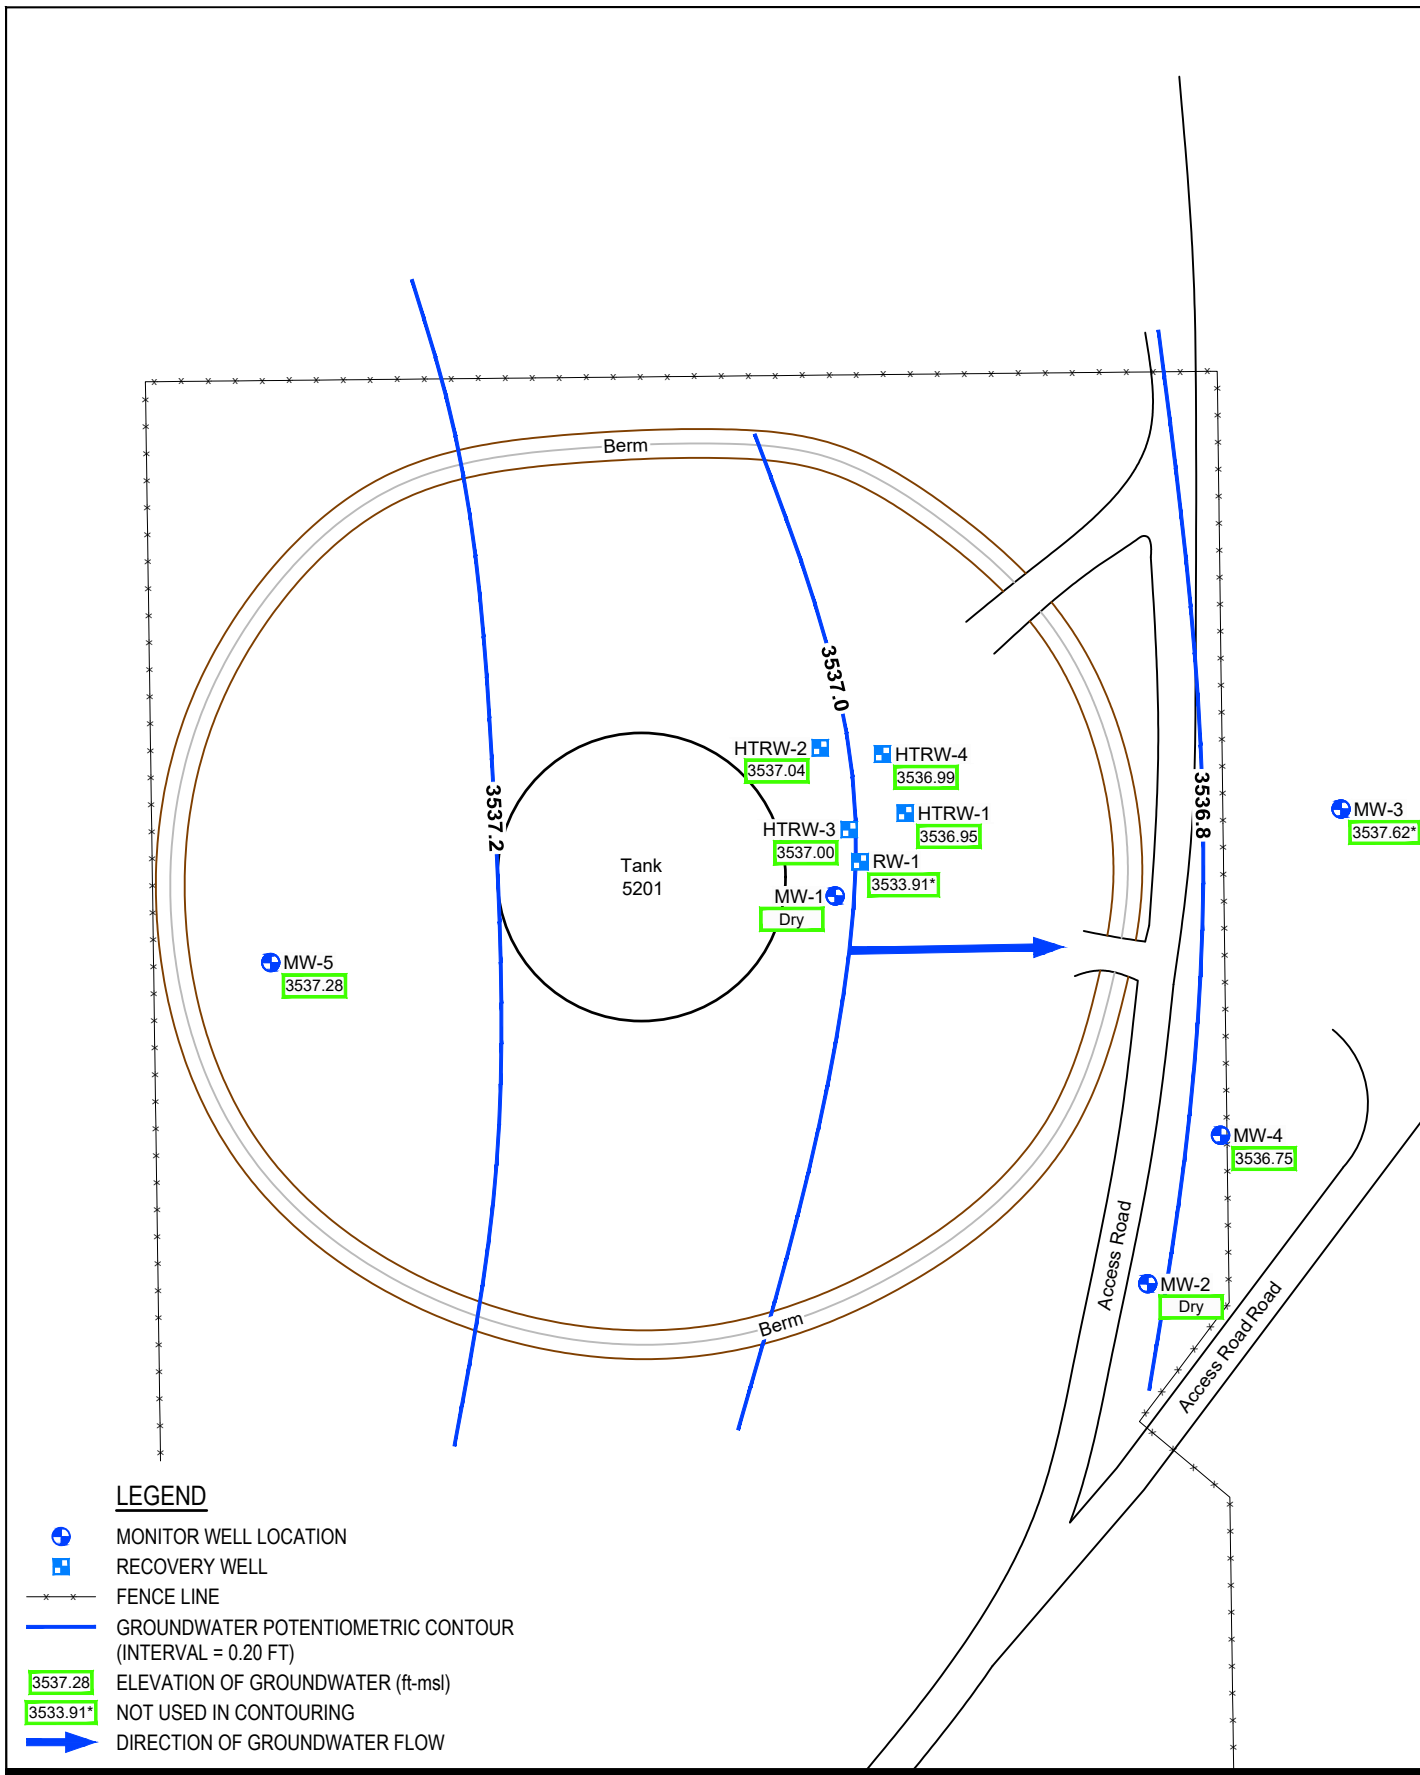 Berm
3537.0
HTRW-2
3537.04
HTRW-4
3536.99
3537.2
3536.8
HTRW-1
3536.95
MW-3
3537.62*
HTRW-3
3537.00
RW-1
3533.91*
Tank
5201
MW-1
Dry
MW-5
3537.28
MW-4
3536.75
Access Road
MW-2
Dry
Berm
Access Road Road
LEGEND
MONITOR WELL LOCATION
RECOVERY WELL
FENCE LINE
GROUNDWATER POTENTIOMETRIC CONTOUR
(INTERVAL = 0.20 FT)
3537.28 ELEVATION OF GROUNDWATER (ft-msl)
3533.91* NOT USED IN CONTOURING
DIRECTION OF GROUNDWATER FLOW